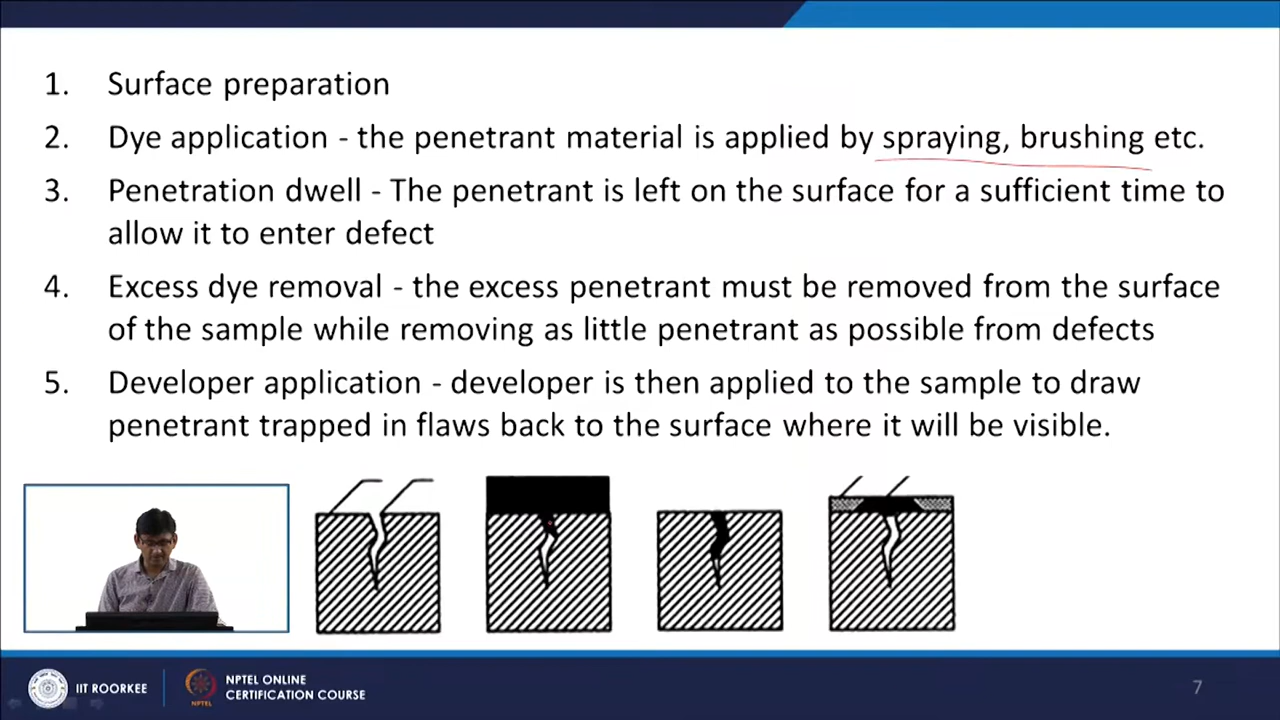 1. Surface preparation
2. Dye application - the penetrant material is applied by spraying, brushing etc.
3. Penetration dwell - The penetrant is left on the surface for a sufficient time to
allow it to enter defect
4. Excess dye removal - the excess penetrant must be removed from the surface
of the sample while removing as little penetrant as possible from defects
5. Developer application - developer is then applied to the sample to draw
penetrant trapped in flaws back to the surface where it will be visible.
IIT ROORKEE
NPTEL
NPTEL ONLINE
CERTIFICATION COURSE
7